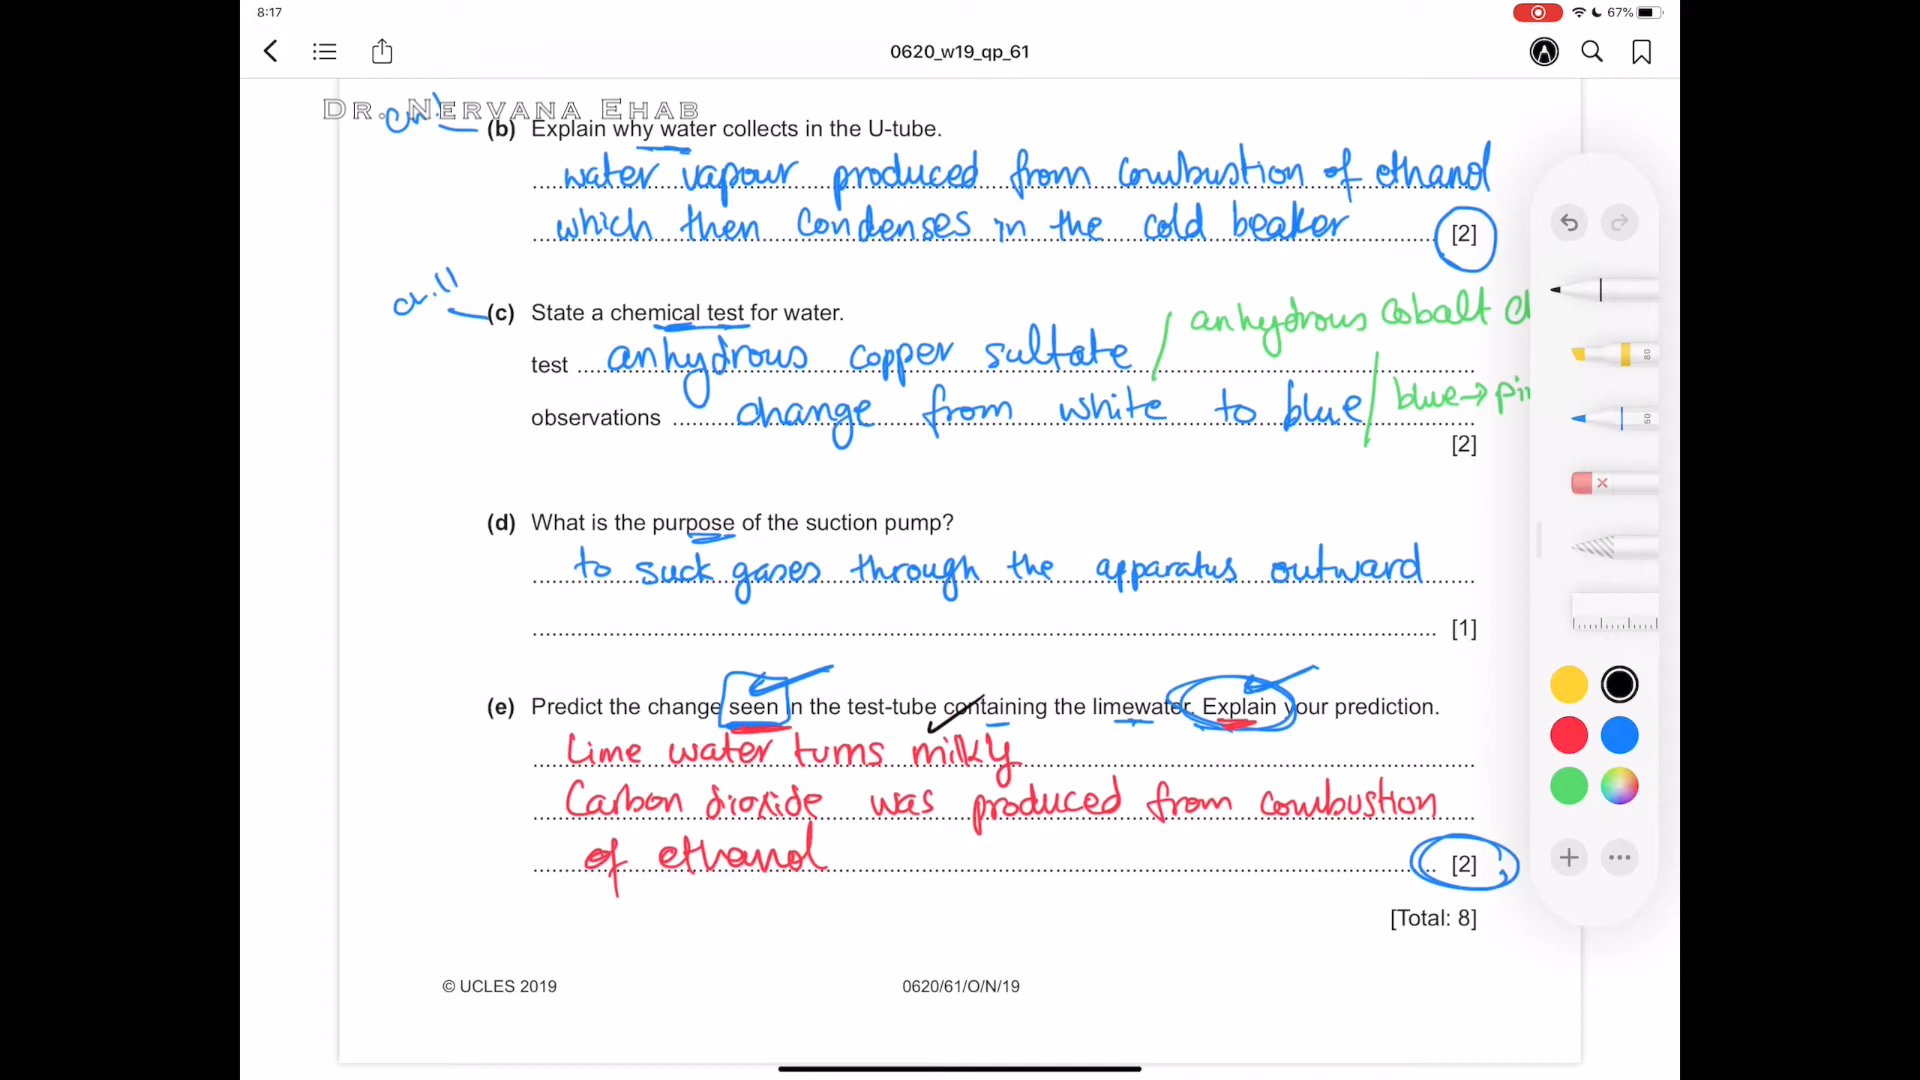 8:17
67%
0620_w19_qp_61
DR. NERVANA EHAB
(b) Explain why water collects in the U-tube.
water vapour produced from combustion of ethanol
which then condenses in the cold beaker [2]
(c) State a chemical test for water.
anhydrous cobalt
test anhydrous copper sulfate /
observations change from white to blue / blue →
[2]
(d) What is the purpose of the suction pump?
to suck gases through the apparatus outward
[1]
(e) Predict the change seen in the test-tube containing the limewater. Explain your prediction.
Lime water turns milky
Carbon dioxide was produced from combustion
of ethanol [2]
[Total: 8]
© UCLES 2019
0620/61/O/N/19
80
50